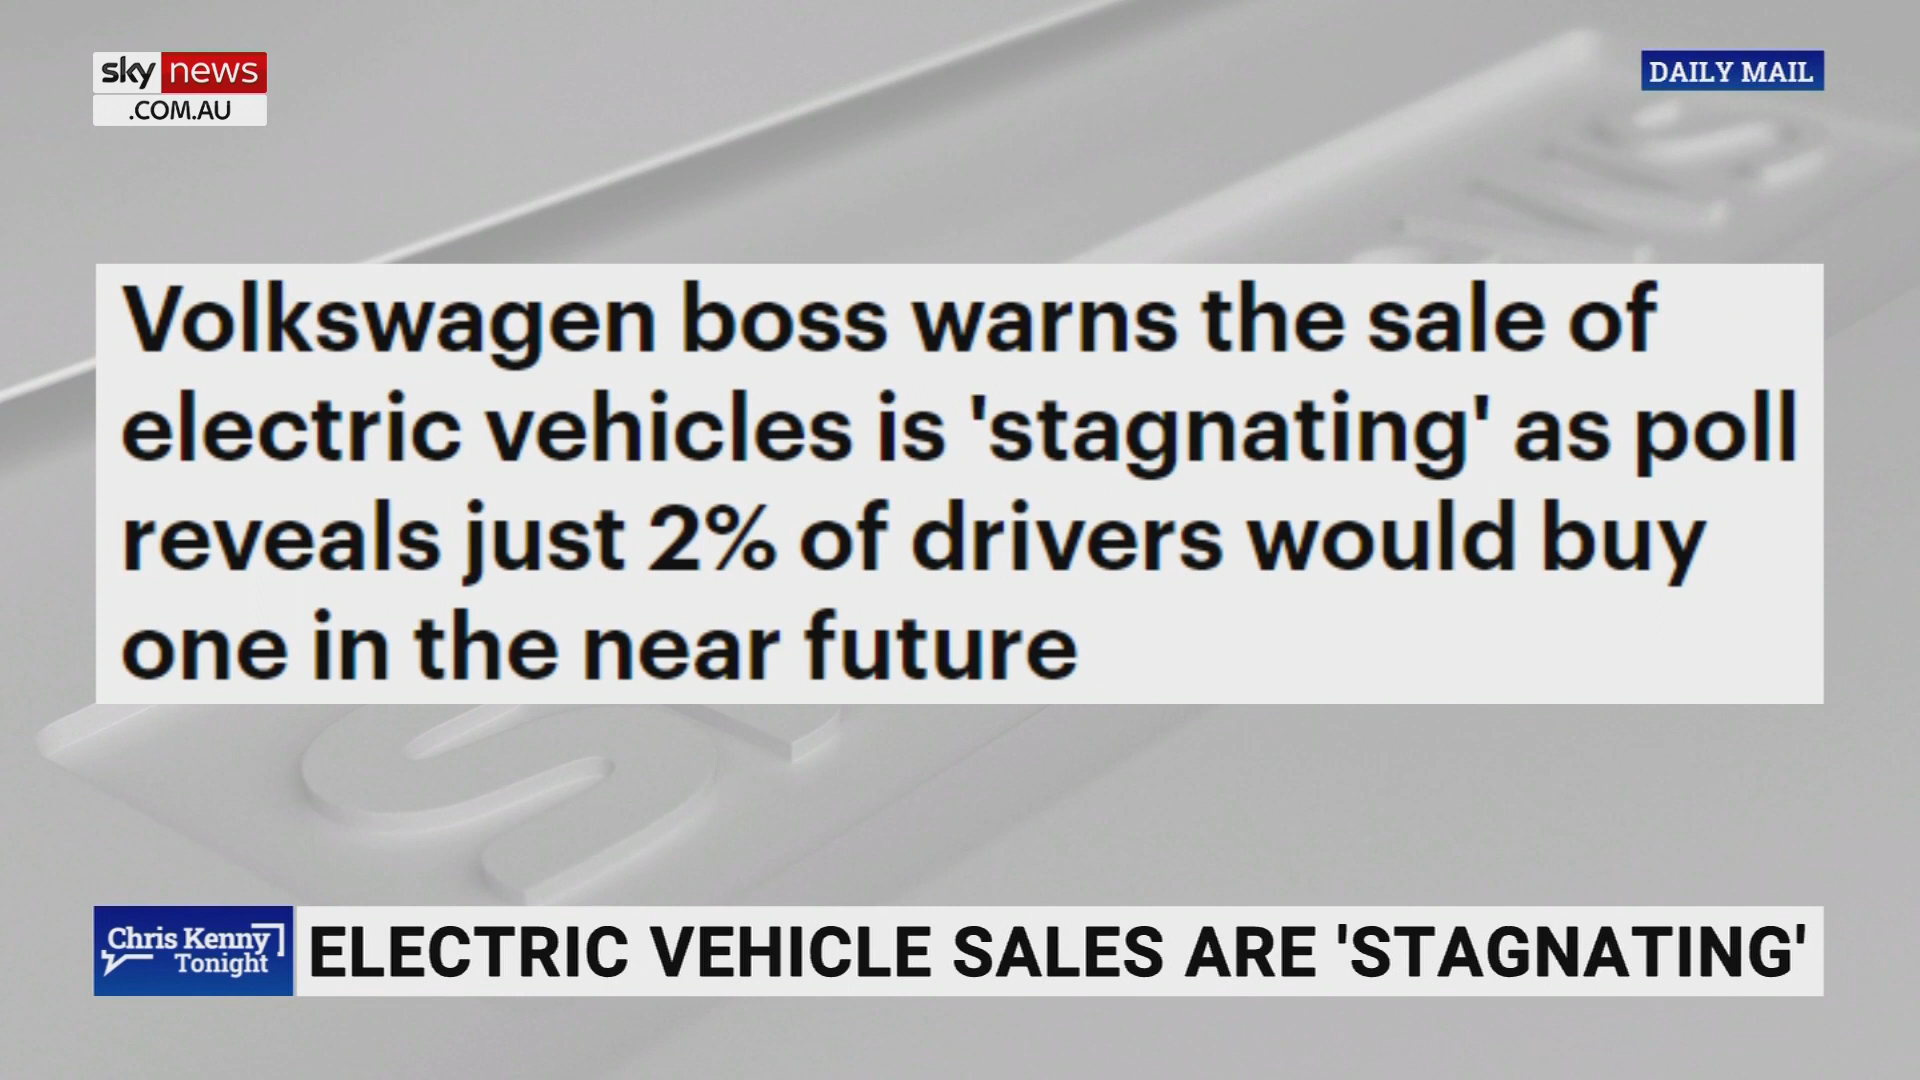 sky news
.COM.AU
DAILY MAIL
Volkswagen boss warns the sale of
electric vehicles is 'stagnating' as poll
reveals just 2% of drivers would buy
one in the near future
Chris Kenny
Tonight
ELECTRIC VEHICLE SALES ARE 'STAGNATING'